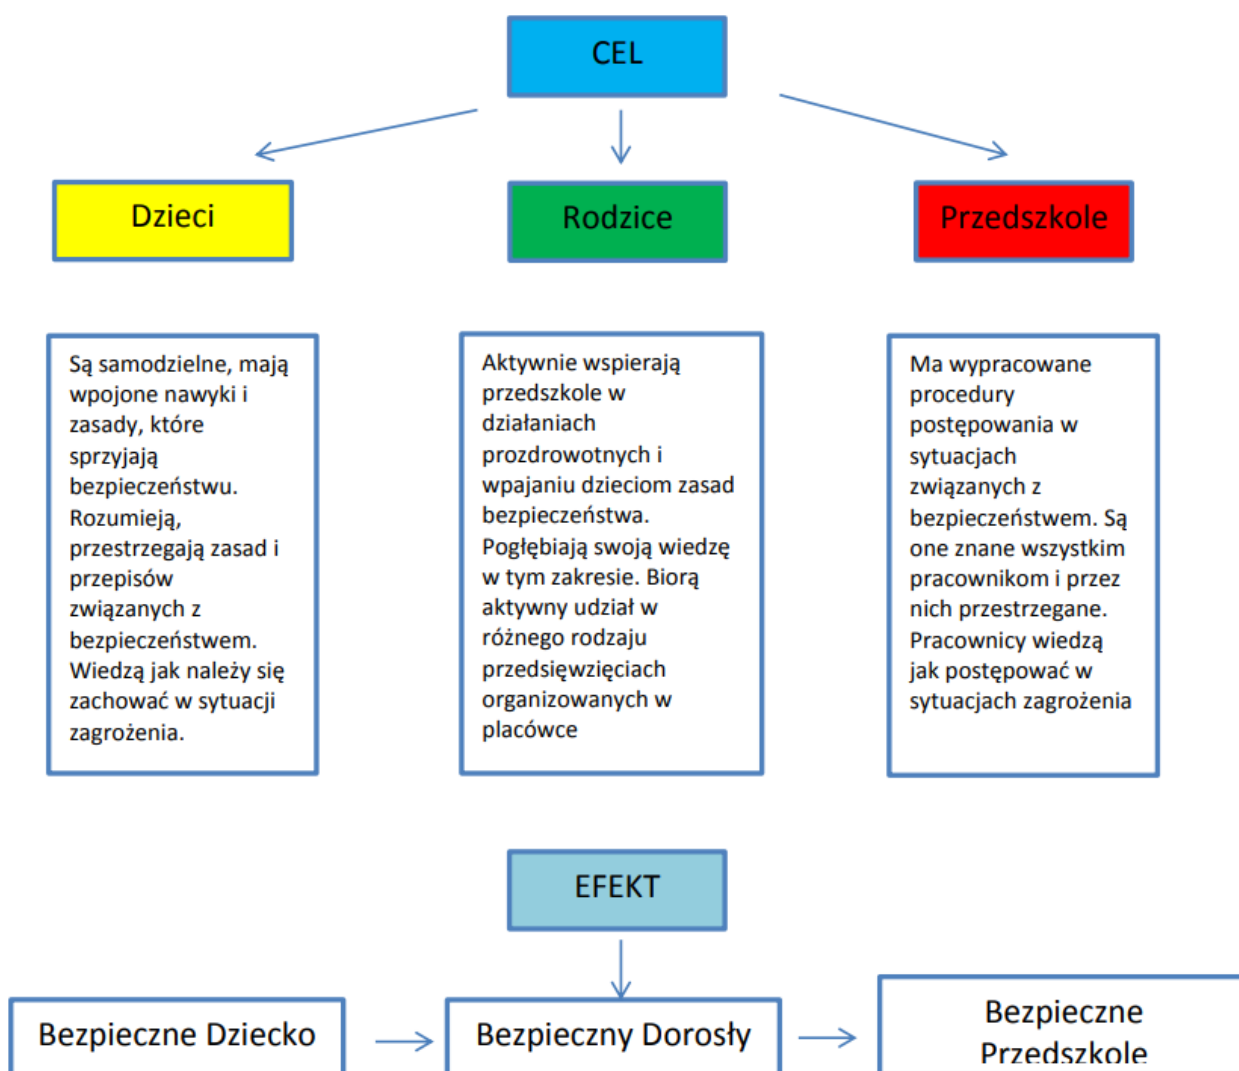 CEL
Dzieci
Rodzice
Przedszkole
Są samodzielne, mają
wpojone nawyki i
zasady, które
sprzyjają
bezpieczeństwu.
Rozumieją,
przestrzegają zasad i
przepisów
związanych z
bezpieczeństwem.
Wiedzą jak należy się
zachować w sytuacji
zagrożenia.
Aktywnie wspierają
przedszkole w
działaniach
prozdrowotnych i
wpajaniu dzieciom zasad
bezpieczeństwa.
Pogłębiają swoją wiedzę
w tym zakresie. Biorą
aktywny udział w
różnego rodzaju
przedsięwzięciach
organizowanych w
placówce
Ma wypracowane
procedury
postępowania w
sytuacjach
związanych z
bezpieczeństwem. Są
one znane wszystkim
pracownikom i przez
nich przestrzegane.
Pracownicy wiedzą
jak postępować w
sytuacjach zagrożenia
EFEKT
Bezpieczne Dziecko
Bezpieczny Dorosły
Bezpieczne
Przedszkole